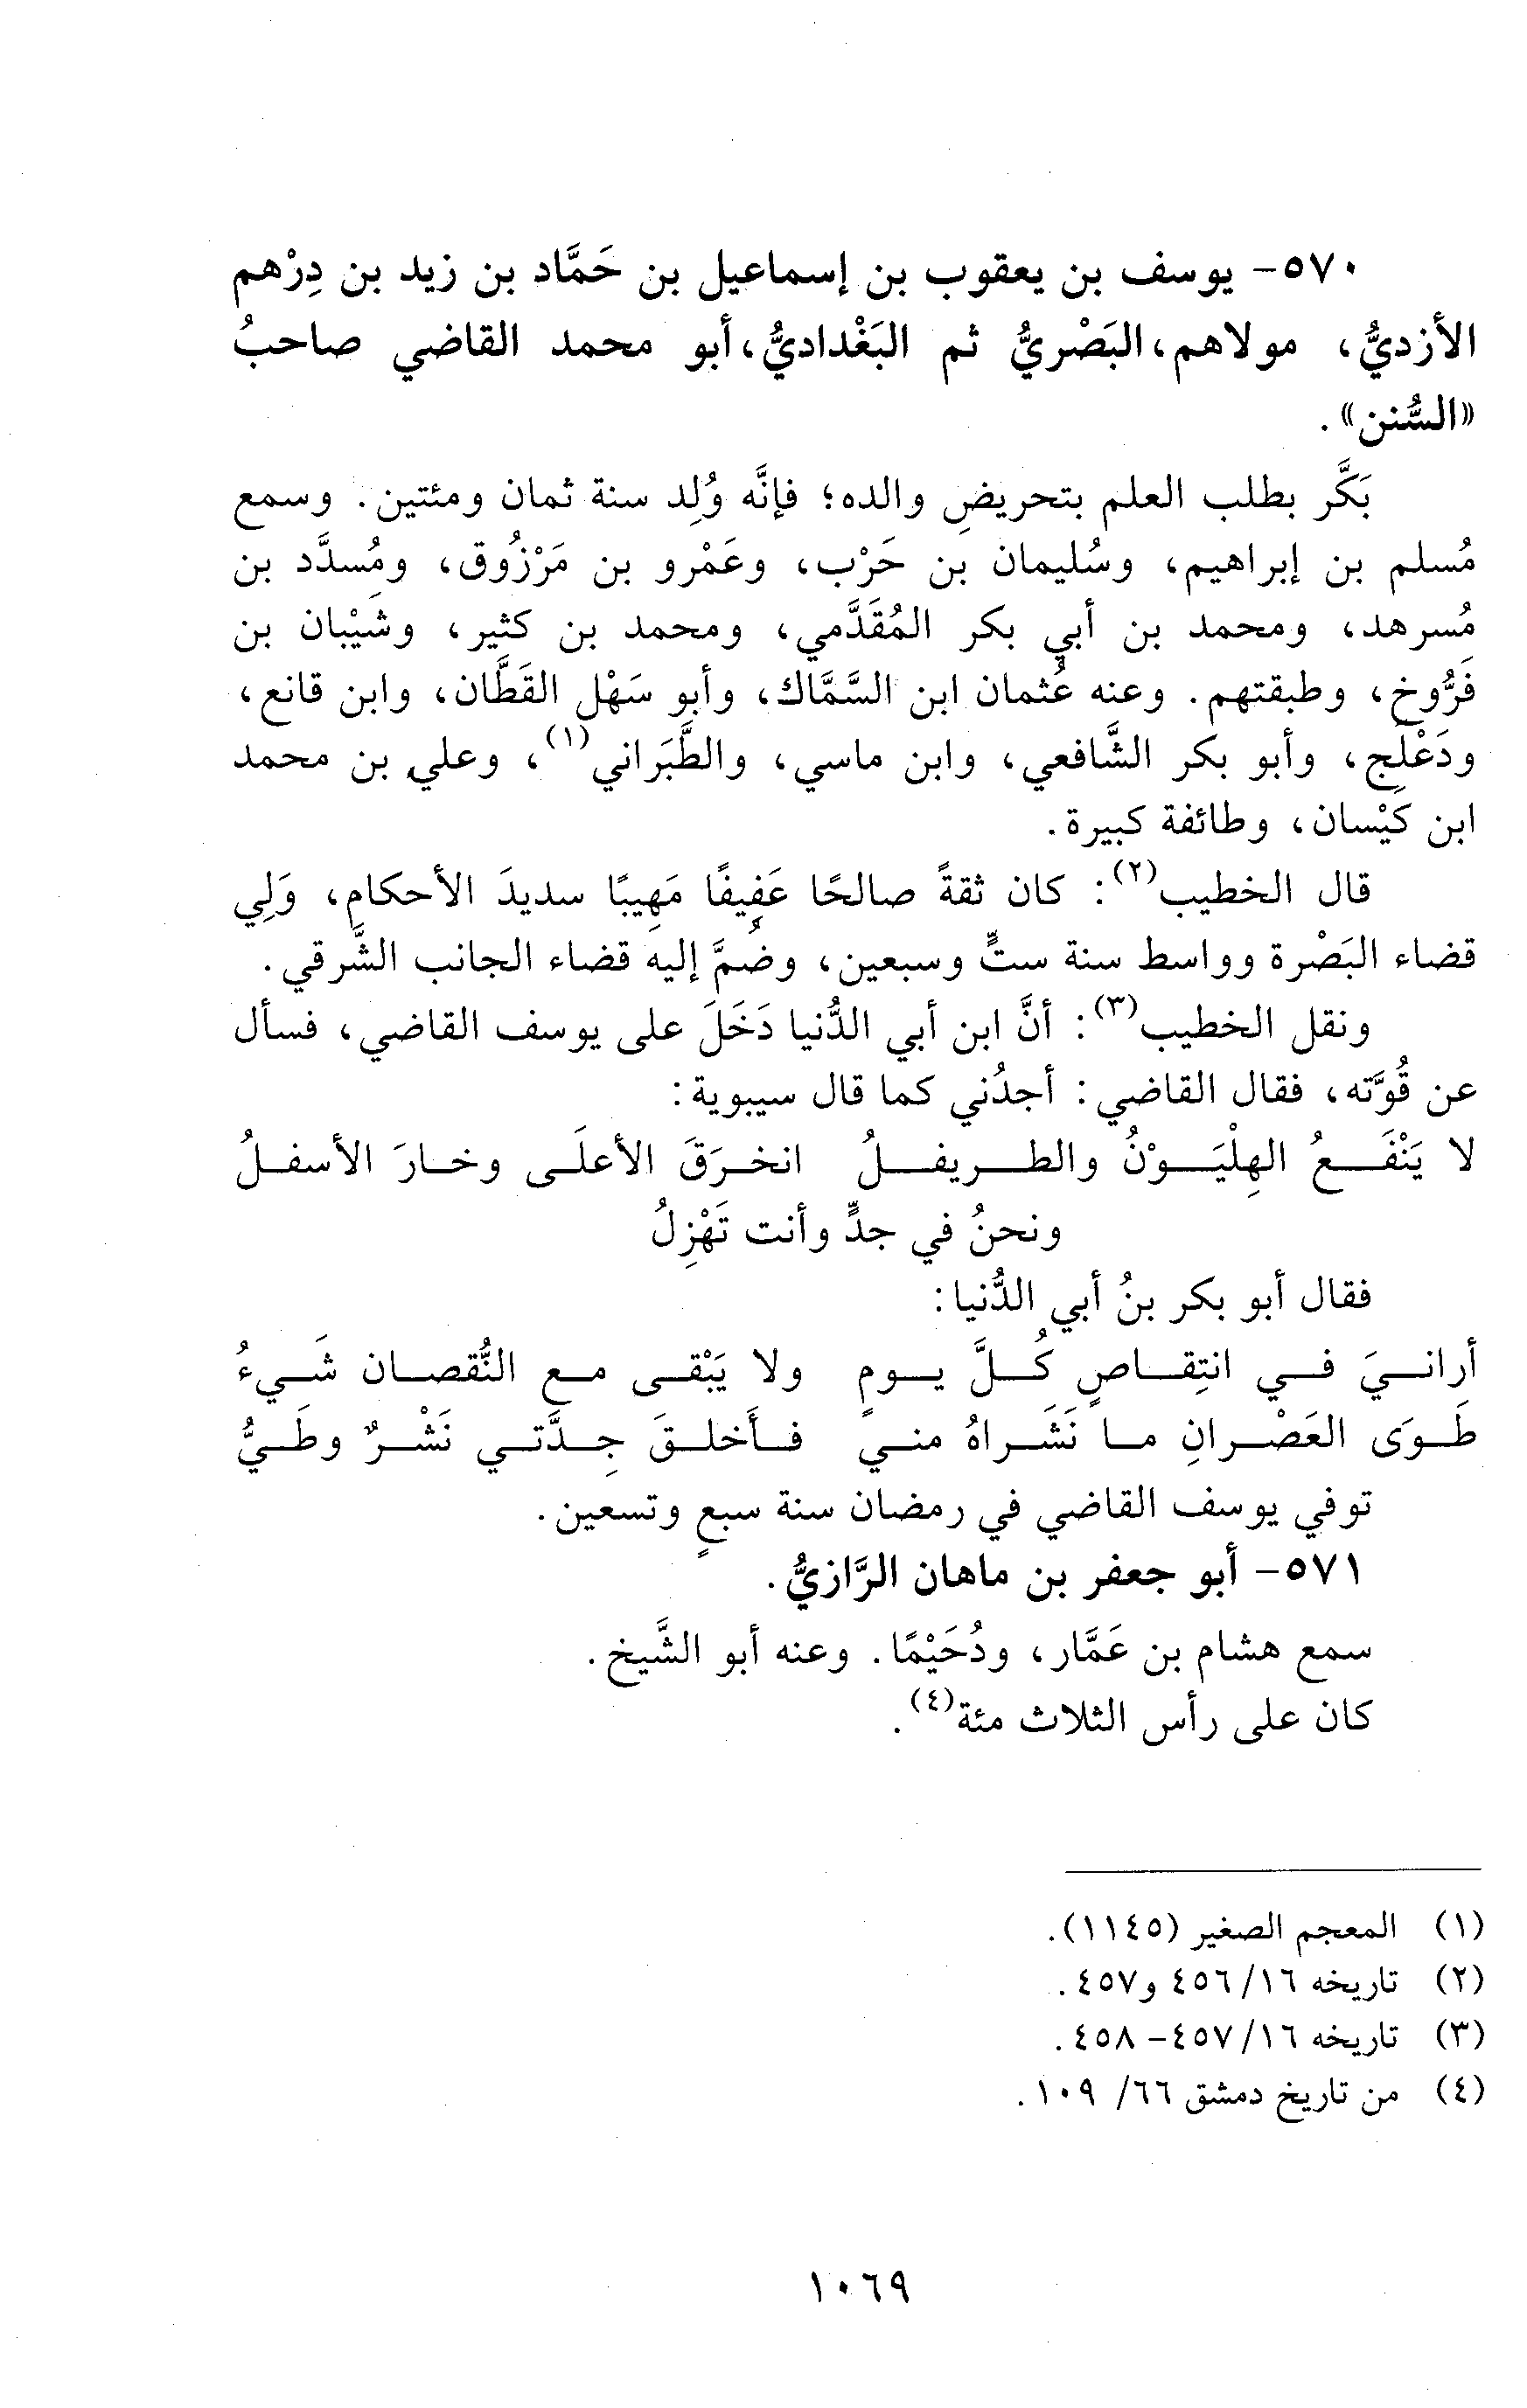 ٥٧٠- يوسف بن يعقوب بن إسماعيل بن حَمَّاد بن زيد بن دِرْهم
الأزديُّ، مولاهم، البَصْريُّ ثم البَغْداديُّ، أبو محمد القاضي صاحبُ
«السُّنن».
بَكَّر بطلب العلم بتحريضِ والده؛ فإنَّه وُلِد سنة ثمان ومئتين. وسمع
مُسلم بن إبراهيم، وسُليمان بن حَرْب، وعَمْرو بن مَرْزُوق، ومُسدَّد بن
مُسرهد، ومحمد بن أبي بكر المُقَدَّمي، ومحمد بن كثير، وشَيْبان بن
فَرُّوخ، وطبقتهم. وعنه عُثمان ابن السَّمَّاك، وأبو سَهْل القَطَّان، وابن قانع،
ودَعْلَج، وأبو بكر الشَّافعي، وابن ماسي، والطَّبَراني(١)، وعلي بن محمد
ابن كَيْسان، وطائفة كبيرة.
قال الخطيب(٢): كان ثقةً صالحًا عَفِيفًا مَهِيبًا سديدَ الأحكام، وَلِي
قضاء البَصْرة وواسط سنة ستٍّ وسبعين، وضُمَّ إليه قضاء الجانب الشَّرقي.
ونقل الخطيب(٣): أنَّ ابن أبي الدُّنيا دَخَلَ على يوسف القاضي، فسأل
عن قُوَّته، فقال القاضي: أجدُني كما قال سيبوية:
لا يَنْفَعُ الهِلْيَوْنُ والطريفلُ انخرَقَ الأعلَى وخارَ الأسفلُ
ونحنُ في جدٍّ وأنت تَهْزِلُ
فقال أبو بكر بنُ أبي الدُّنيا:
أرانيَ في انتِقاصٍ كُلَّ يومٍ ولا يَبْقى مع النُّقصان شَيءُ
طَوَى العَصْرانِ ما نَشَراهُ مني فأَخلقَ جِدَّتي نَشْرٌ وطَيُّ
توفي يوسف القاضي في رمضان سنة سبعٍ وتسعين.
٥٧١- أبو جعفر بن ماهان الرَّازيُّ.
سمع هشام بن عَمَّار، ودُحَيْمًا. وعنه أبو الشَّيخ.
كان على رأس الثلاث مئة(٤).
(١) المعجم الصغير (١١٤٥).
(٢) تاريخه ١٦/ ٤٥٦ و٤٥٧.
(٣) تاريخه ١٦/ ٤٥٧- ٤٥٨.
(٤) من تاريخ دمشق ٦٦/ ١٠٩.
١٠٦٩